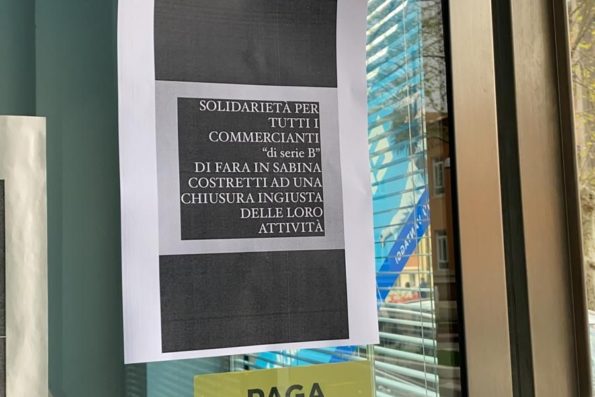 SOLIDARIETÀ PER
TUTTI I
COMMERCIANTI
"di serie B"
DI FARA IN SABINA
COSTRETTI AD UNA
CHIUSURA INGIUSTA
DELLE LORO
ATTIVITÀ
PAGA